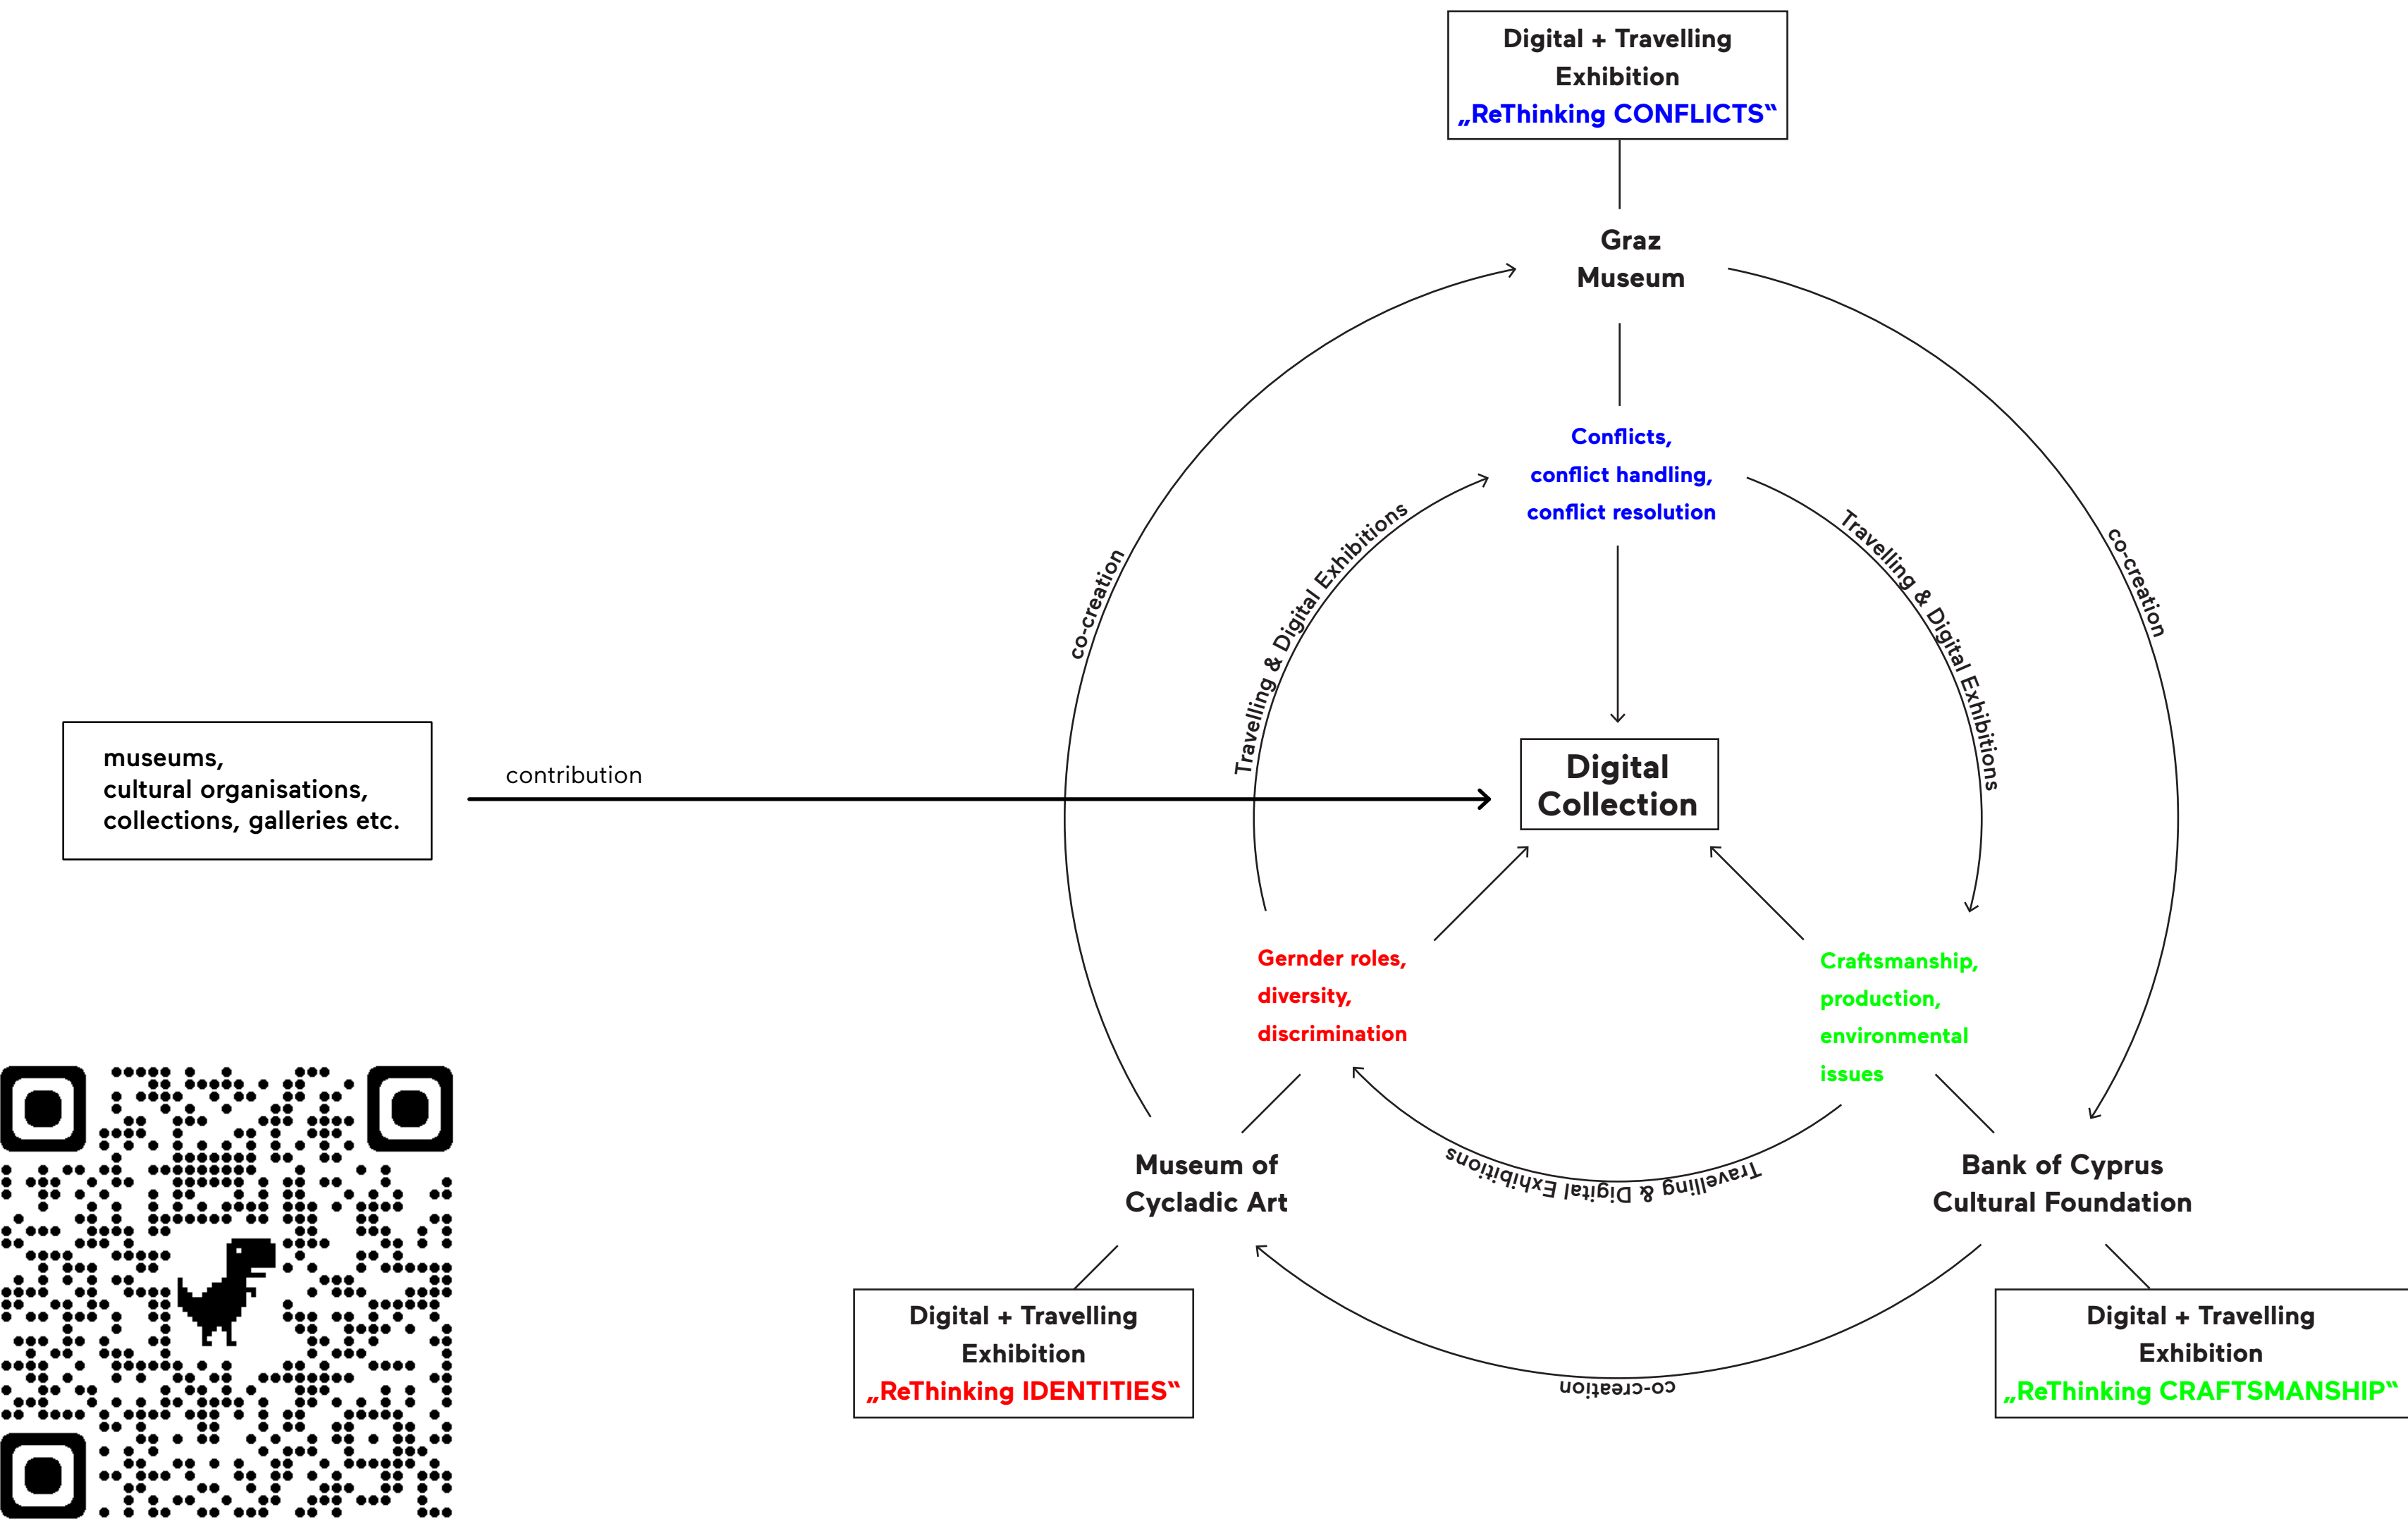 Digital + Travelling
Exhibition
„ReThinking CONFLICTS“
Graz
Museum
co-creation
co-creation
Conflicts,
conflict handling,
conflict resolution
Travelling & Digital Exhibitions
Travelling & Digital Exhibitions
museums,
cultural organisations,
collections, galleries etc.
contribution
Digital
Collection
Gernder roles,
diversity,
discrimination
Craftsmanship,
production,
environmental
issues
Travelling & Digital Exhibitions
Museum of
Cycladic Art
Bank of Cyprus
Cultural Foundation
co-creation
Digital + Travelling
Exhibition
„ReThinking IDENTITIES“
Digital + Travelling
Exhibition
„ReThinking CRAFTSMANSHIP“